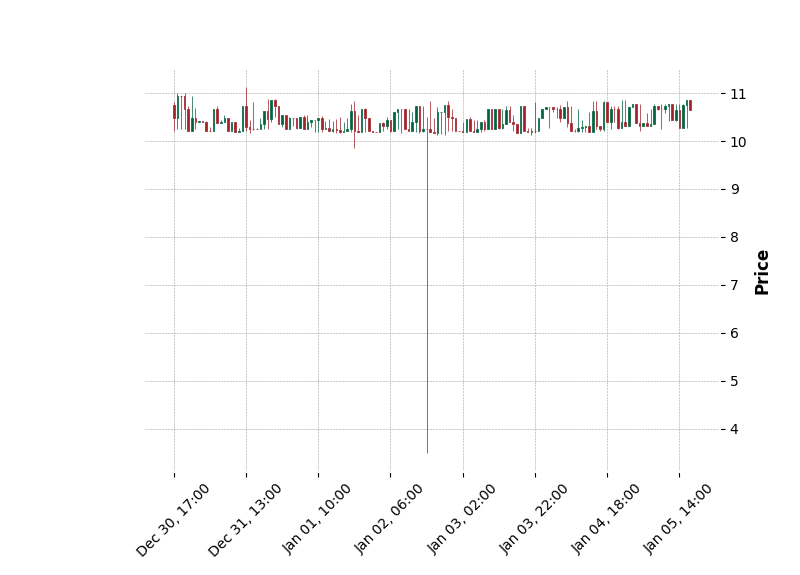 11
10
9
8
7
6
5
4
Price
Dec 30, 17:00
Dec 31, 13:00
Jan 01, 10:00
Jan 02, 06:00
Jan 03, 02:00
Jan 03, 22:00
Jan 04, 18:00
Jan 05, 14:00